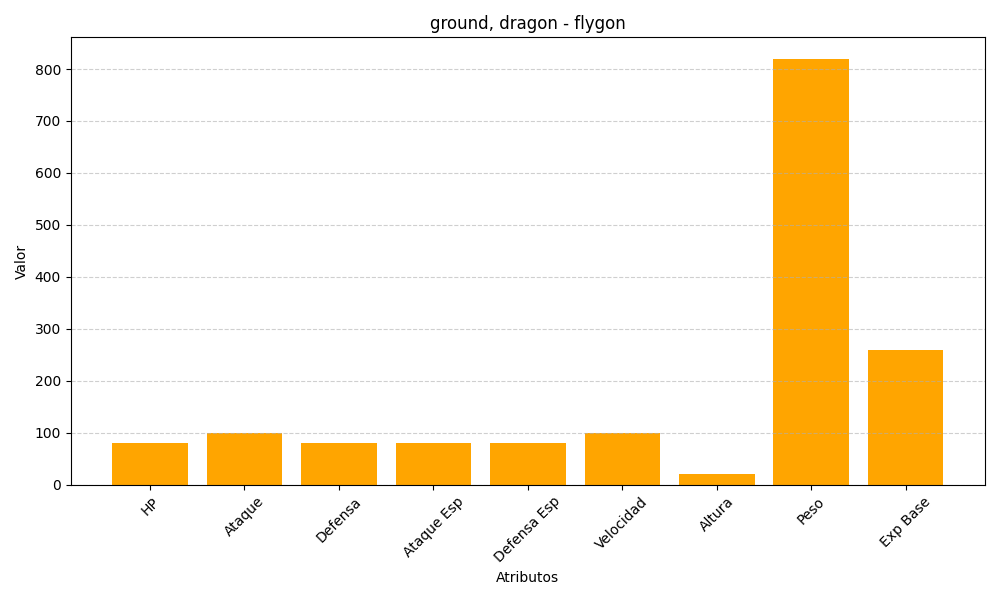 ground, dragon - flygon
Valor
800
700
600
500
400
300
200
100
0
HP
Ataque
Defensa
Ataque Esp
Defensa Esp
Velocidad
Altura
Peso
Exp Base
Atributos